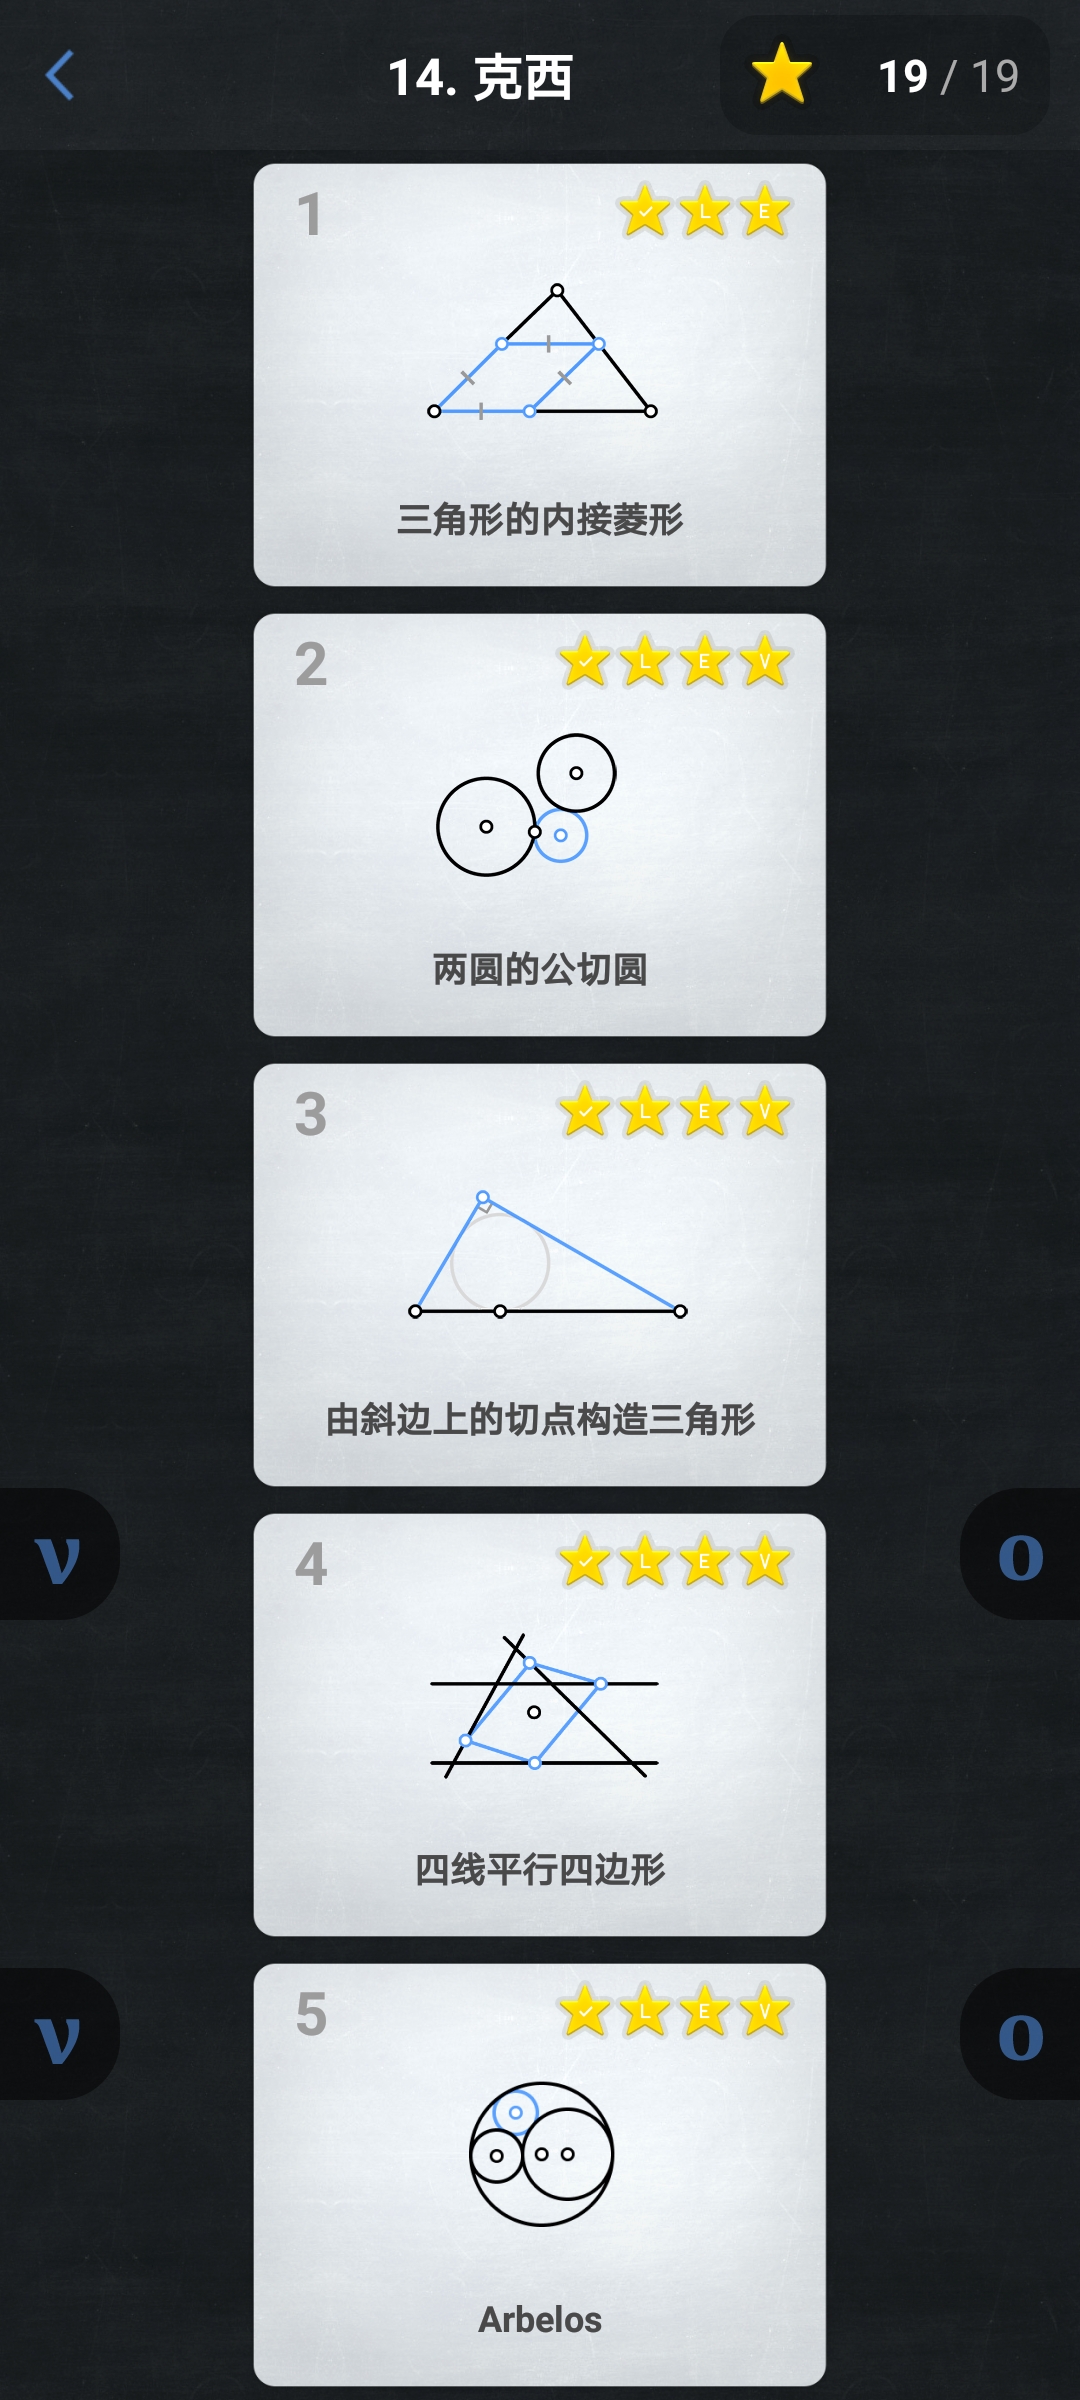 14. 克西
19 / 19
1
L E
三角形的内接菱形
2
L E V
两圆的公切圆
3
L E V
由斜边上的切点构造三角形
ν
ο
4
L E V
四线平行四边形
ν
ο
5
L E V
Arbelos